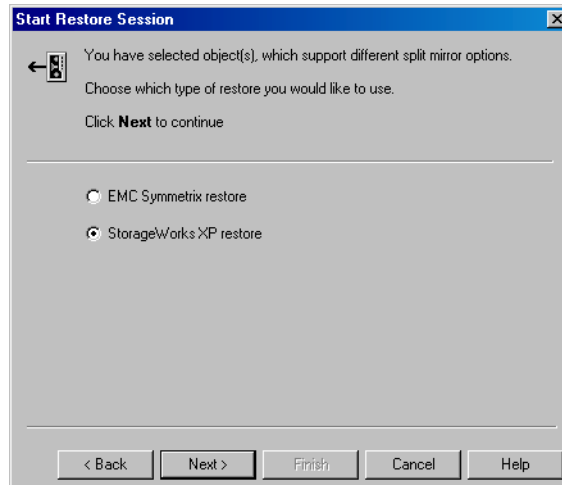 Start Restore Session
You have selected object(s), which support different split mirror options.
Choose which type of restore you would like to use.
Click Next to continue
EMC Symmetrix restore
StorageWorks XP restore
< Back Next > Finish Cancel Help